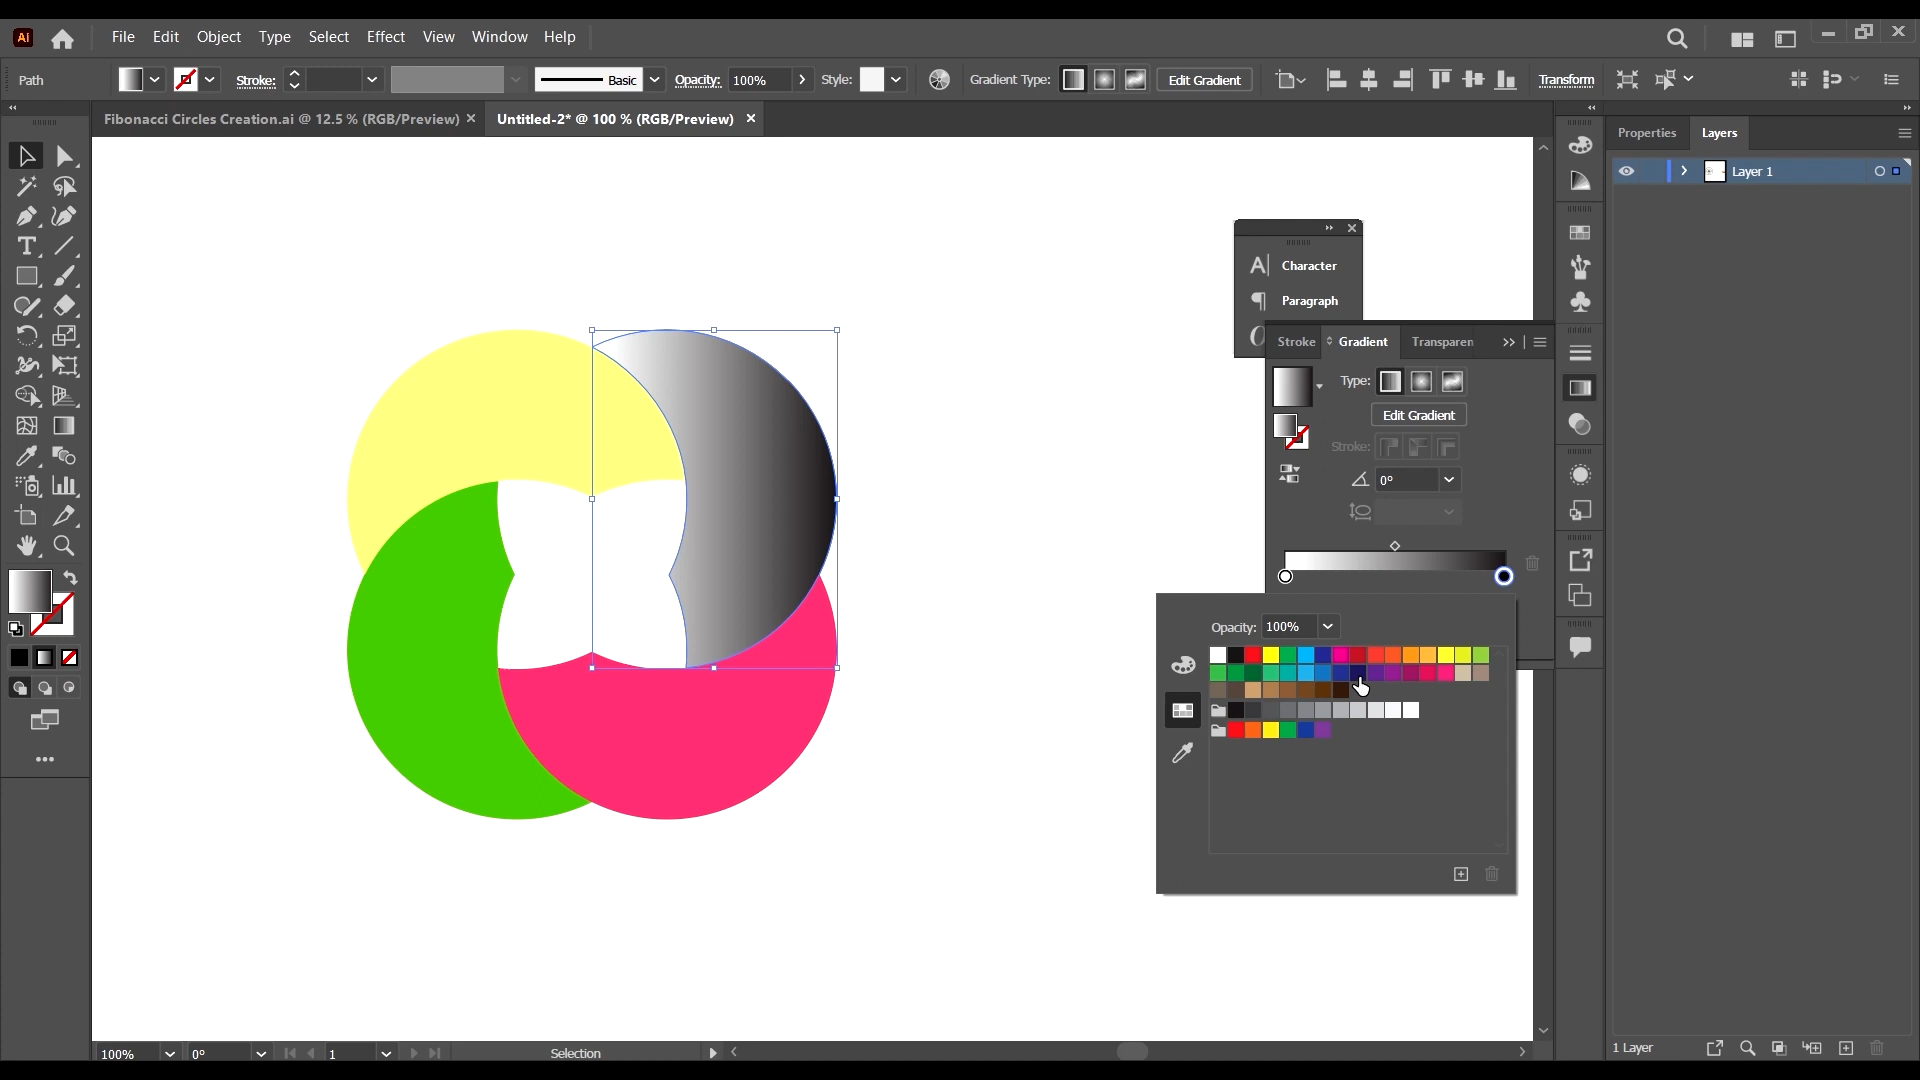 Ai
File Edit Object Type Select Effect View Window Help
Path Stroke: Basic Opacity: 100% Style: Gradient Type: Edit Gradient Transform
Fibonacci Circles Creation.ai @ 12.5 % (RGB/Preview) Untitled-2* @ 100 % (RGB/Preview)
Properties Layers
Layer 1
Character
Paragraph
Stroke Gradient Transparen
Type:
Edit Gradient
Stroke:
0°
Opacity: 100%
100% 0° 1 Selection
1 Layer